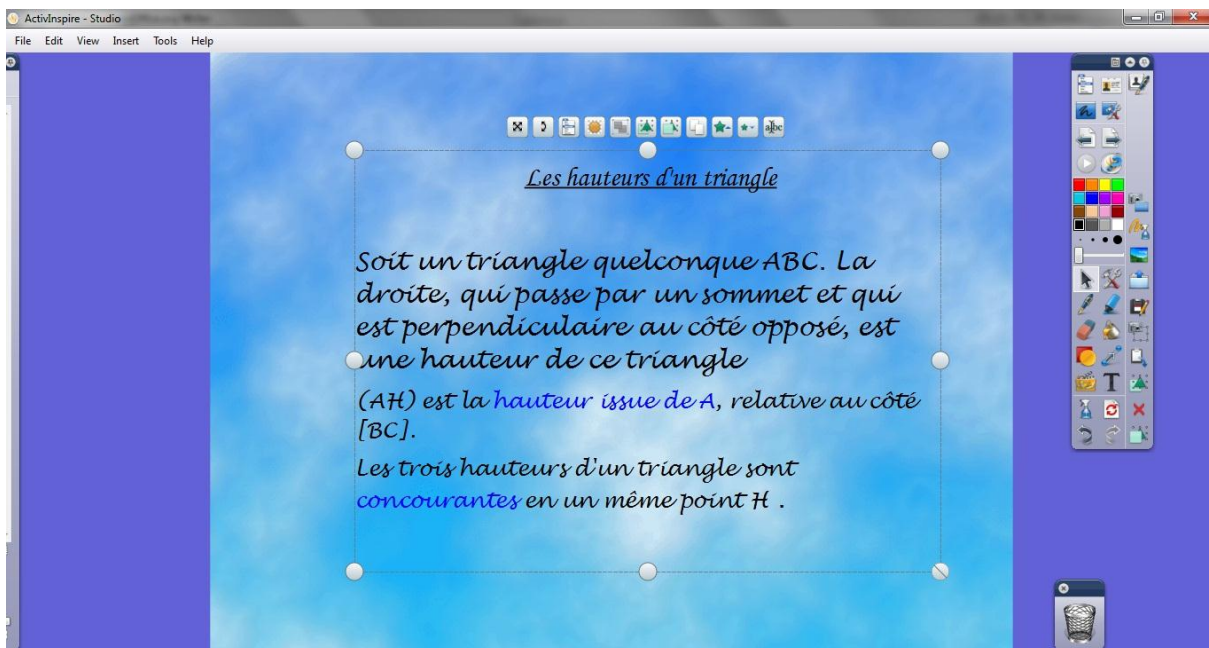 ActivInspire - Studio
File Edit View Insert Tools Help
abc
Les hauteurs d'un triangle
Soit un triangle quelconque ABC. La
droite, qui passe par un sommet et qui
est perpendiculaire au côté opposé, est
une hauteur de ce triangle
(AH) est la hauteur issue de A, relative au côté
[BC].
Les trois hauteurs d'un triangle sont
concourantes en un même point H .
T